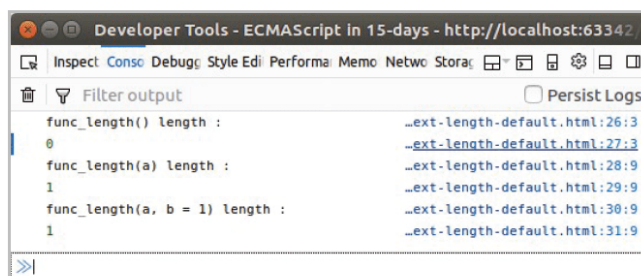 Developer Tools - ECMAScript in 15-days - http://localhost:63342/
Inspect Conso Debugg Style Edi Performa Memo Netwo Storag
Filter output Persist Logs
func_length() length : …ext-length-default.html:26:3
0 …ext-length-default.html:27:3
func_length(a) length : …ext-length-default.html:28:9
1 …ext-length-default.html:29:9
func_length(a, b = 1) length : …ext-length-default.html:30:9
1 …ext-length-default.html:31:9